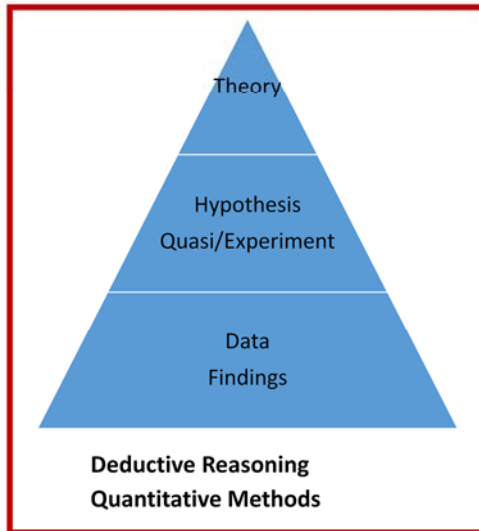 Theory
Hypothesis
Quasi/Experiment
Data
Findings
Deductive Reasoning
Quantitative Methods